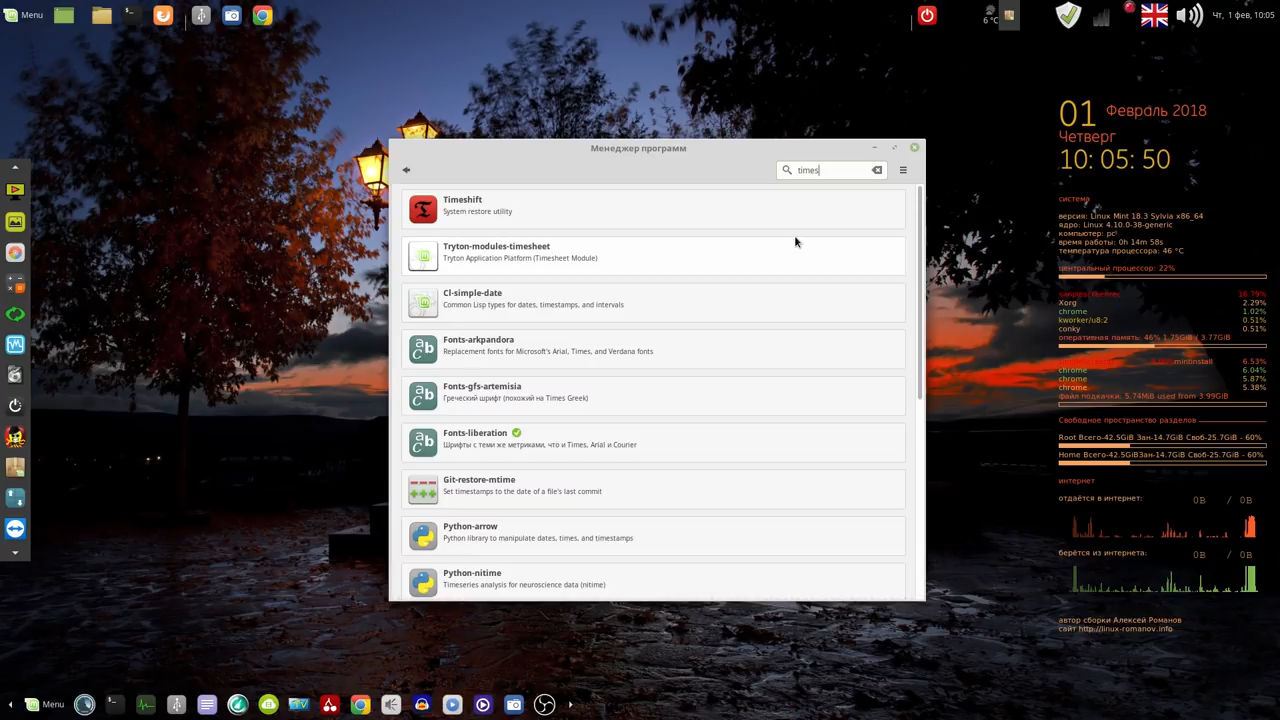 Menu
6 °C
Чт, 1 фев, 10:05
Менеджер программ
times
Timeshift
System restore utility
Tryton-modules-timesheet
Tryton Application Platform (Timesheet Module)
Cl-simple-date
Common Lisp types for dates, timestamps, and intervals
Fonts-arkpandora
Replacement fonts for Microsoft's Arial, Times, and Verdana fonts
Fonts-gfs-artemisia
Греческий шрифт (похожий на Times Greek)
Fonts-liberation
Шрифты с теми же метриками, что и Times, Arial и Courier
Git-restore-mtime
Set timestamps to the date of a file's last commit
Python-arrow
Python library to manipulate dates, times, and timestamps
Python-nitime
Timeseries analysis for neuroscience data (nitime)
01 Февраль 2018
Четверг
10: 05: 50
система
версия: Linux Mint 18.3 Sylvia x86_64
ядро: Linux 4.10.0-38-generic
компьютер: pc
время работы: 0h 14m 58s
температура процессора: 46 °C
центральный процессор: 22%
16.79%
Xorg 2.29%
chrome 1.02%
kworker/u8:2 0.51%
conky 0.51%
оперативная память: 46% 1.75GiB / 3.77GiB
mintinstall 6.53%
chrome 6.04%
chrome 5.87%
chrome 5.38%
файл подкачки: 5.74MiB used from 3.99GiB
Свободное пространство разделов
Root Всего-42.5GiB Зан-14.7GiB Своб-25.7GiB - 60%
Home Всего-42.5GiBЗан-14.7GiB Своб-25.7GiB - 60%
интернет
отдаётся в интернет: 0B / 0B
берётся из интернета: 0B / 0B
автор сборки Алексей Романов
сайт http://linux-romanov.info
Menu